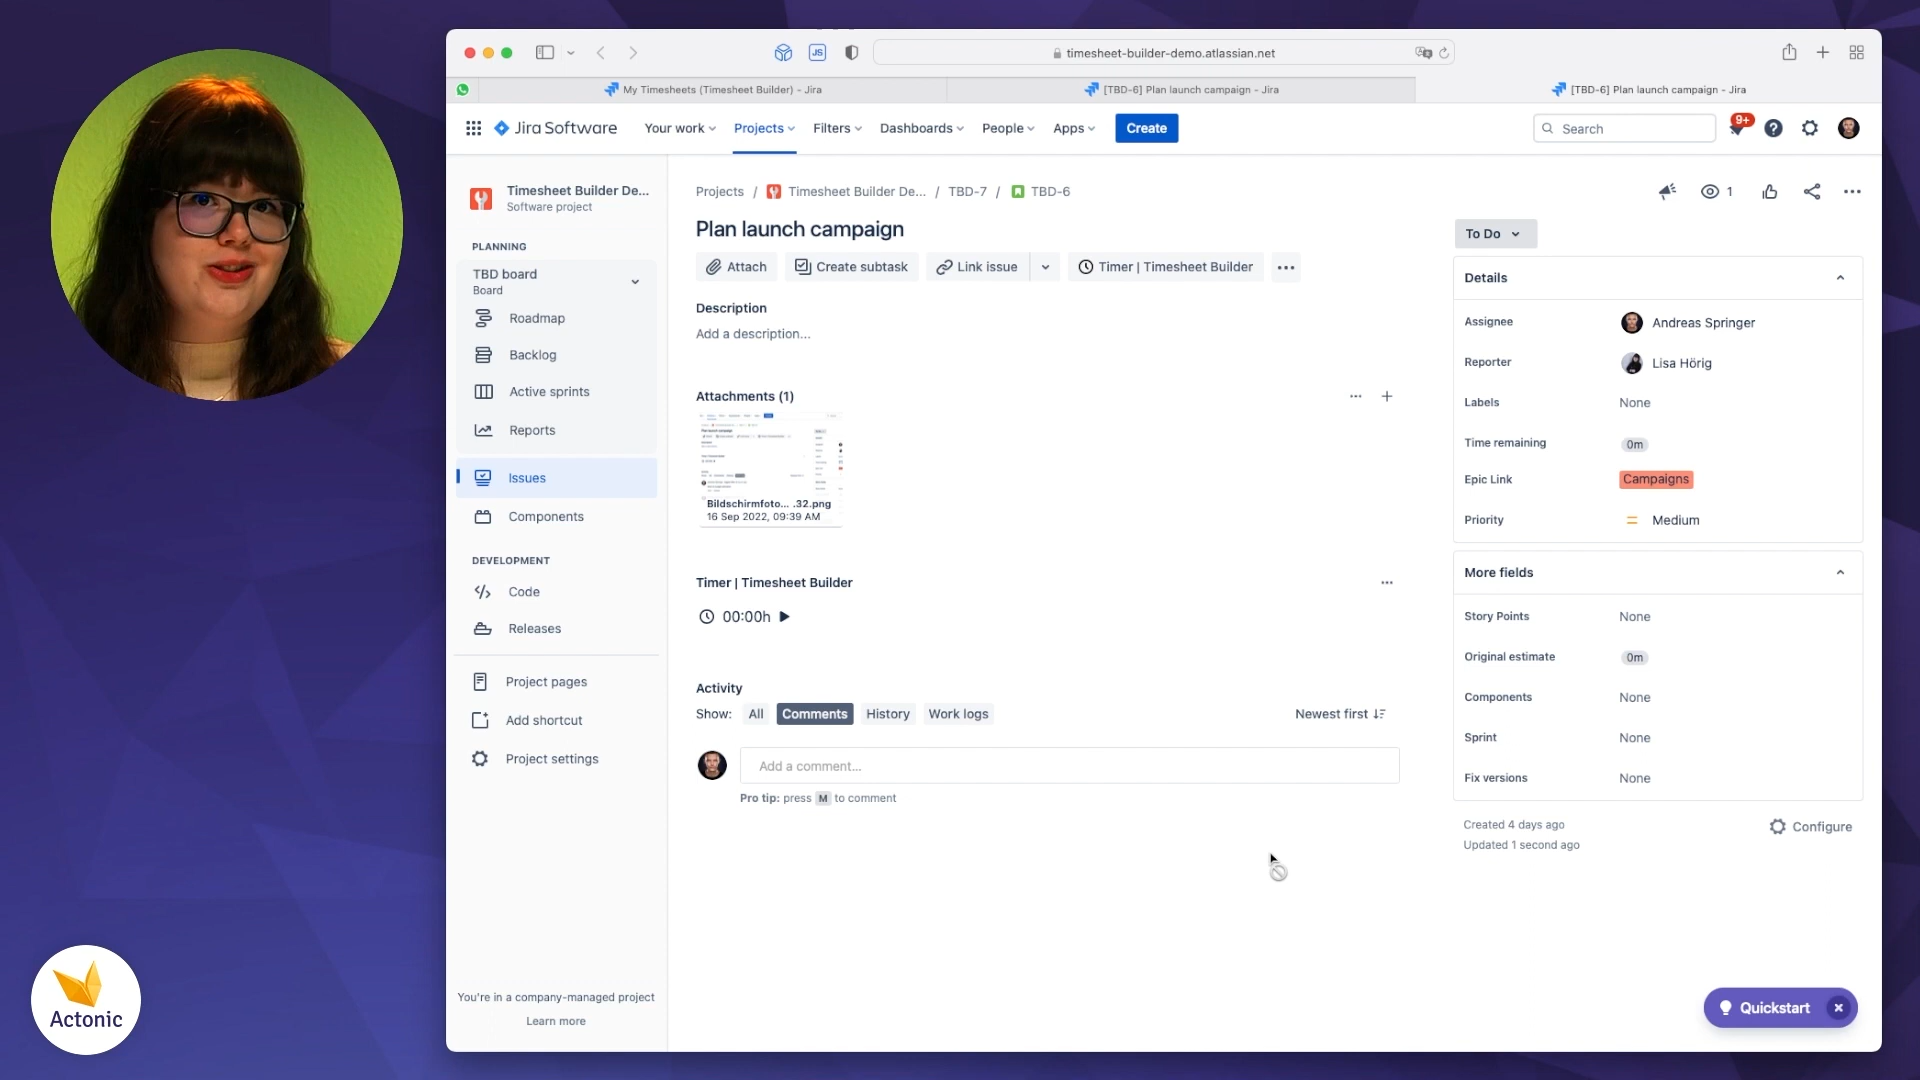 timesheet-builder-demo.atlassian.net
JS
My Timesheets (Timesheet Builder) - Jira
[TBD-6] Plan launch campaign - Jira
[TBD-6] Plan launch campaign - Jira
Jira Software
Your work
Projects
Filters
Dashboards
People
Apps
Create
Search
9+
Timesheet Builder De...
Software project
PLANNING
TBD board
Board
Roadmap
Backlog
Active sprints
Reports
Issues
Components
DEVELOPMENT
Code
Releases
Project pages
Add shortcut
Project settings
You're in a company-managed project
Learn more
Projects / Timesheet Builder De... / TBD-7 / TBD-6
1
Plan launch campaign
Attach
Create subtask
Link issue
Timer | Timesheet Builder
Description
Add a description...
Attachments (1)
Bildschirmfoto... .32.png
16 Sep 2022, 09:39 AM
Timer | Timesheet Builder
00:00h
Activity
Show: All Comments History Work logs
Newest first
Add a comment...
Pro tip: press M to comment
To Do
Details
Assignee Andreas Springer
Reporter Lisa Hörig
Labels None
Time remaining 0m
Epic Link Campaigns
Priority Medium
More fields
Story Points None
Original estimate 0m
Components None
Sprint None
Fix versions None
Created 4 days ago
Updated 1 second ago
Configure
Quickstart
Actonic